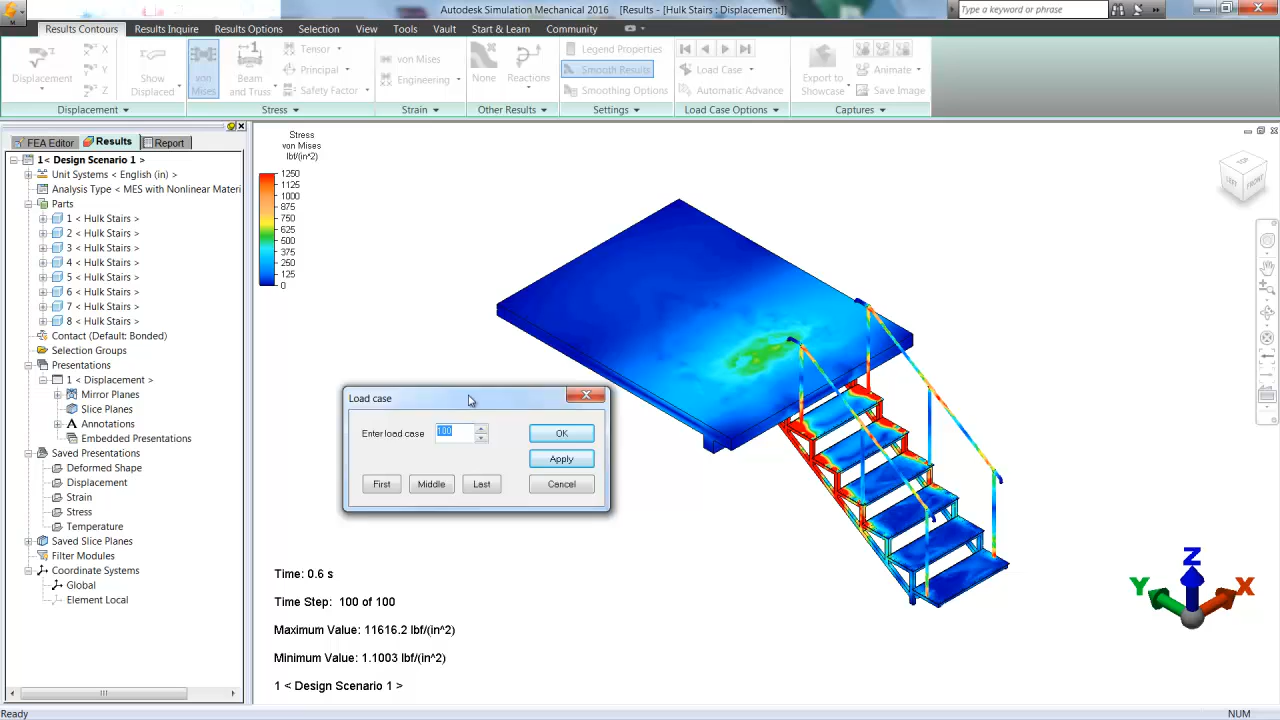 Autodesk Simulation Mechanical 2016 [Results - [Hulk Stairs : Displacement]]
Type a keyword or phrase
Results Contours Results Inquire Results Options Selection View Tools Vault Start & Learn Community
Displacement X Y Z Show Displaced von Mises Beam and Truss Tensor Principal Safety Factor von Mises Engineering None Reactions Legend Properties Smooth Results Smoothing Options Load Case Automatic Advance Export to Showcase Animate Save Image
Displacement Stress Strain Other Results Settings Load Case Options Captures
FEA Editor Results Report
1< Design Scenario 1 >
Unit Systems < English (in) >
Analysis Type < MES with Nonlinear Materi
Parts
1 < Hulk Stairs >
2 < Hulk Stairs >
3 < Hulk Stairs >
4 < Hulk Stairs >
5 < Hulk Stairs >
6 < Hulk Stairs >
7 < Hulk Stairs >
8 < Hulk Stairs >
Contact (Default: Bonded)
Selection Groups
Presentations
1 < Displacement >
Mirror Planes
Slice Planes
A Annotations
Embedded Presentations
Saved Presentations
Deformed Shape
Displacement
Strain
Stress
Temperature
Saved Slice Planes
Filter Modules
Coordinate Systems
Global
Element Local
Stress
von Mises
lbf/(in^2)
1250
1125
1000
875
750
625
500
375
250
125
0
TOP
LEFT FRONT
Load case
Enter load case 100 OK
Apply
First Middle Last Cancel
Time: 0.6 s
Time Step: 100 of 100
Maximum Value: 11616.2 lbf/(in^2)
Minimum Value: 1.1003 lbf/(in^2)
1 < Design Scenario 1 >
Z
Y X
Ready NUM